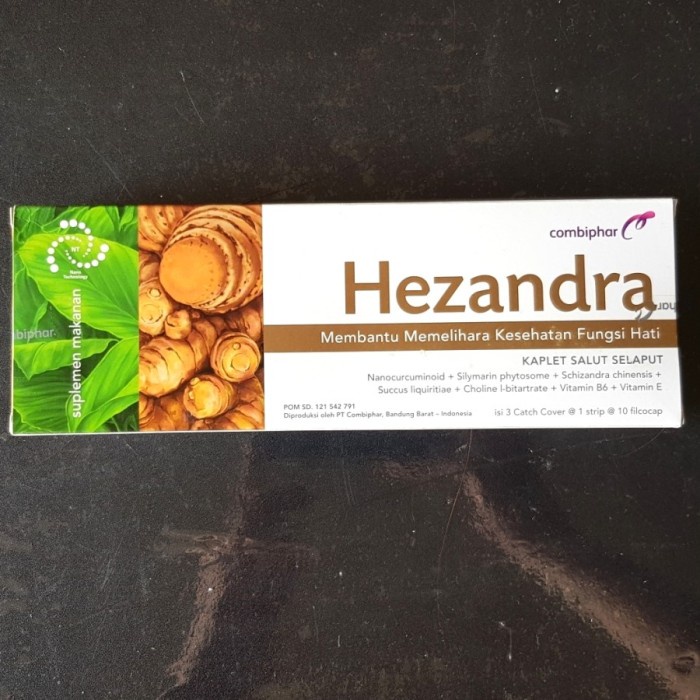 combiphar
Hezandra
Membantu Memelihara Kesehatan Fungsi Hati
KAPLET SALUT SELAPUT
Nanocurcuminoid + Silymarin phytosome + Schizandra chinensis +
Succus liquiritiae + Choline l-bitartrate + Vitamin B6 + Vitamin E
POM SD. 121 542 791
Diproduksi oleh PT Combiphar, Bandung Barat – Indonesia
isi 3 Catch Cover @ 1 strip @ 10 filcocap
NT
Nano
Technology
suplemen makanan